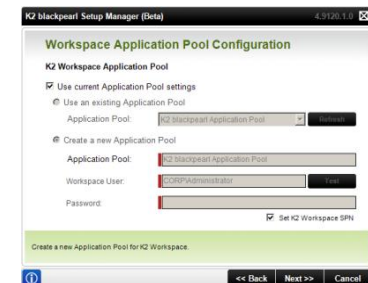 K2 blackpearl Setup Manager (Beta) 4.9120.1.0
Workspace Application Pool Configuration
K2 Workspace Application Pool
Use current Application Pool settings
Use an existing Application Pool
Application Pool: K2 blackpearl Application Pool Refresh
Create a new Application Pool
Application Pool: K2 blackpearl Application Pool
Workspace User: CORP\Administrator Test
Password:
Set K2 Workspace SPN
Create a new Application Pool for K2 Workspace.
<< Back Next >> Cancel